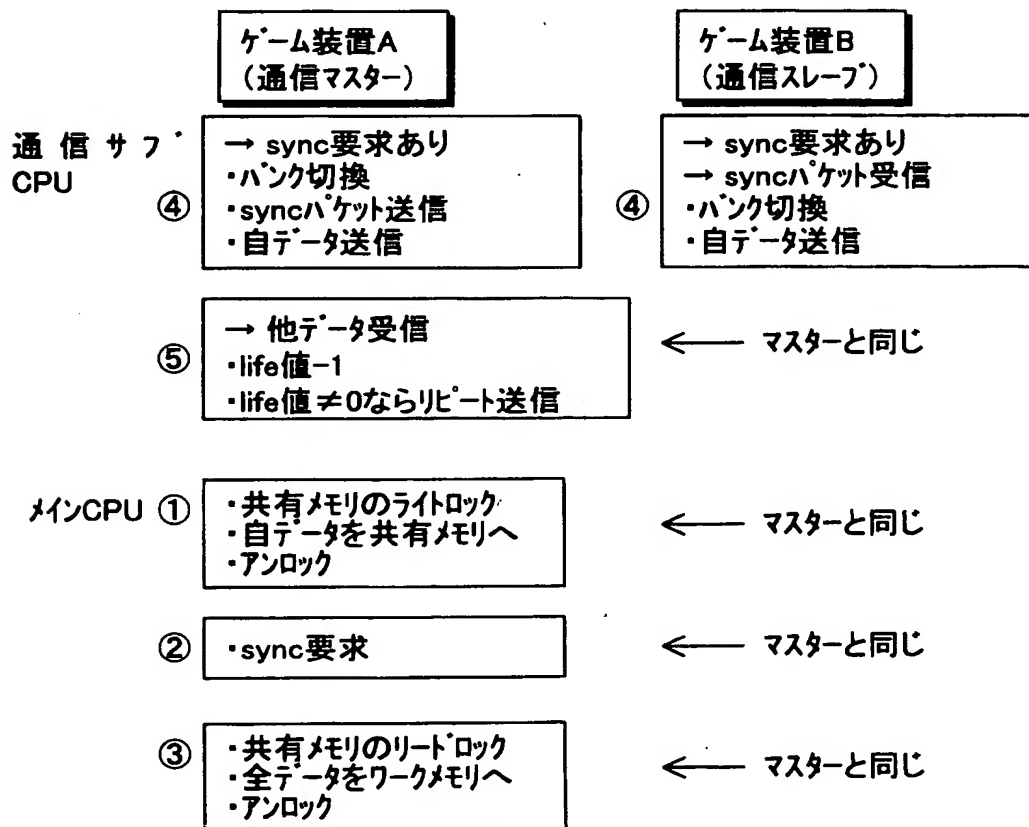 ゲーム装置A
(通信マスター)
ゲーム装置B
(通信スレーブ)
通信サブ
CPU
④
→ sync要求あり
・バンク切換
・syncパケット送信
・自データ送信
④
→ sync要求あり
→ syncパケット受信
・バンク切換
・自データ送信
⑤
→ 他データ受信
・life値-1
・life値≠0ならリピート送信
← マスターと同じ
メインCPU ①
・共有メモリのライトロック
・自データを共有メモリへ
・アンロック
← マスターと同じ
②
・sync要求
← マスターと同じ
③
・共有メモリのリードロック
・全データをワークメモリへ
・アンロック
← マスターと同じ